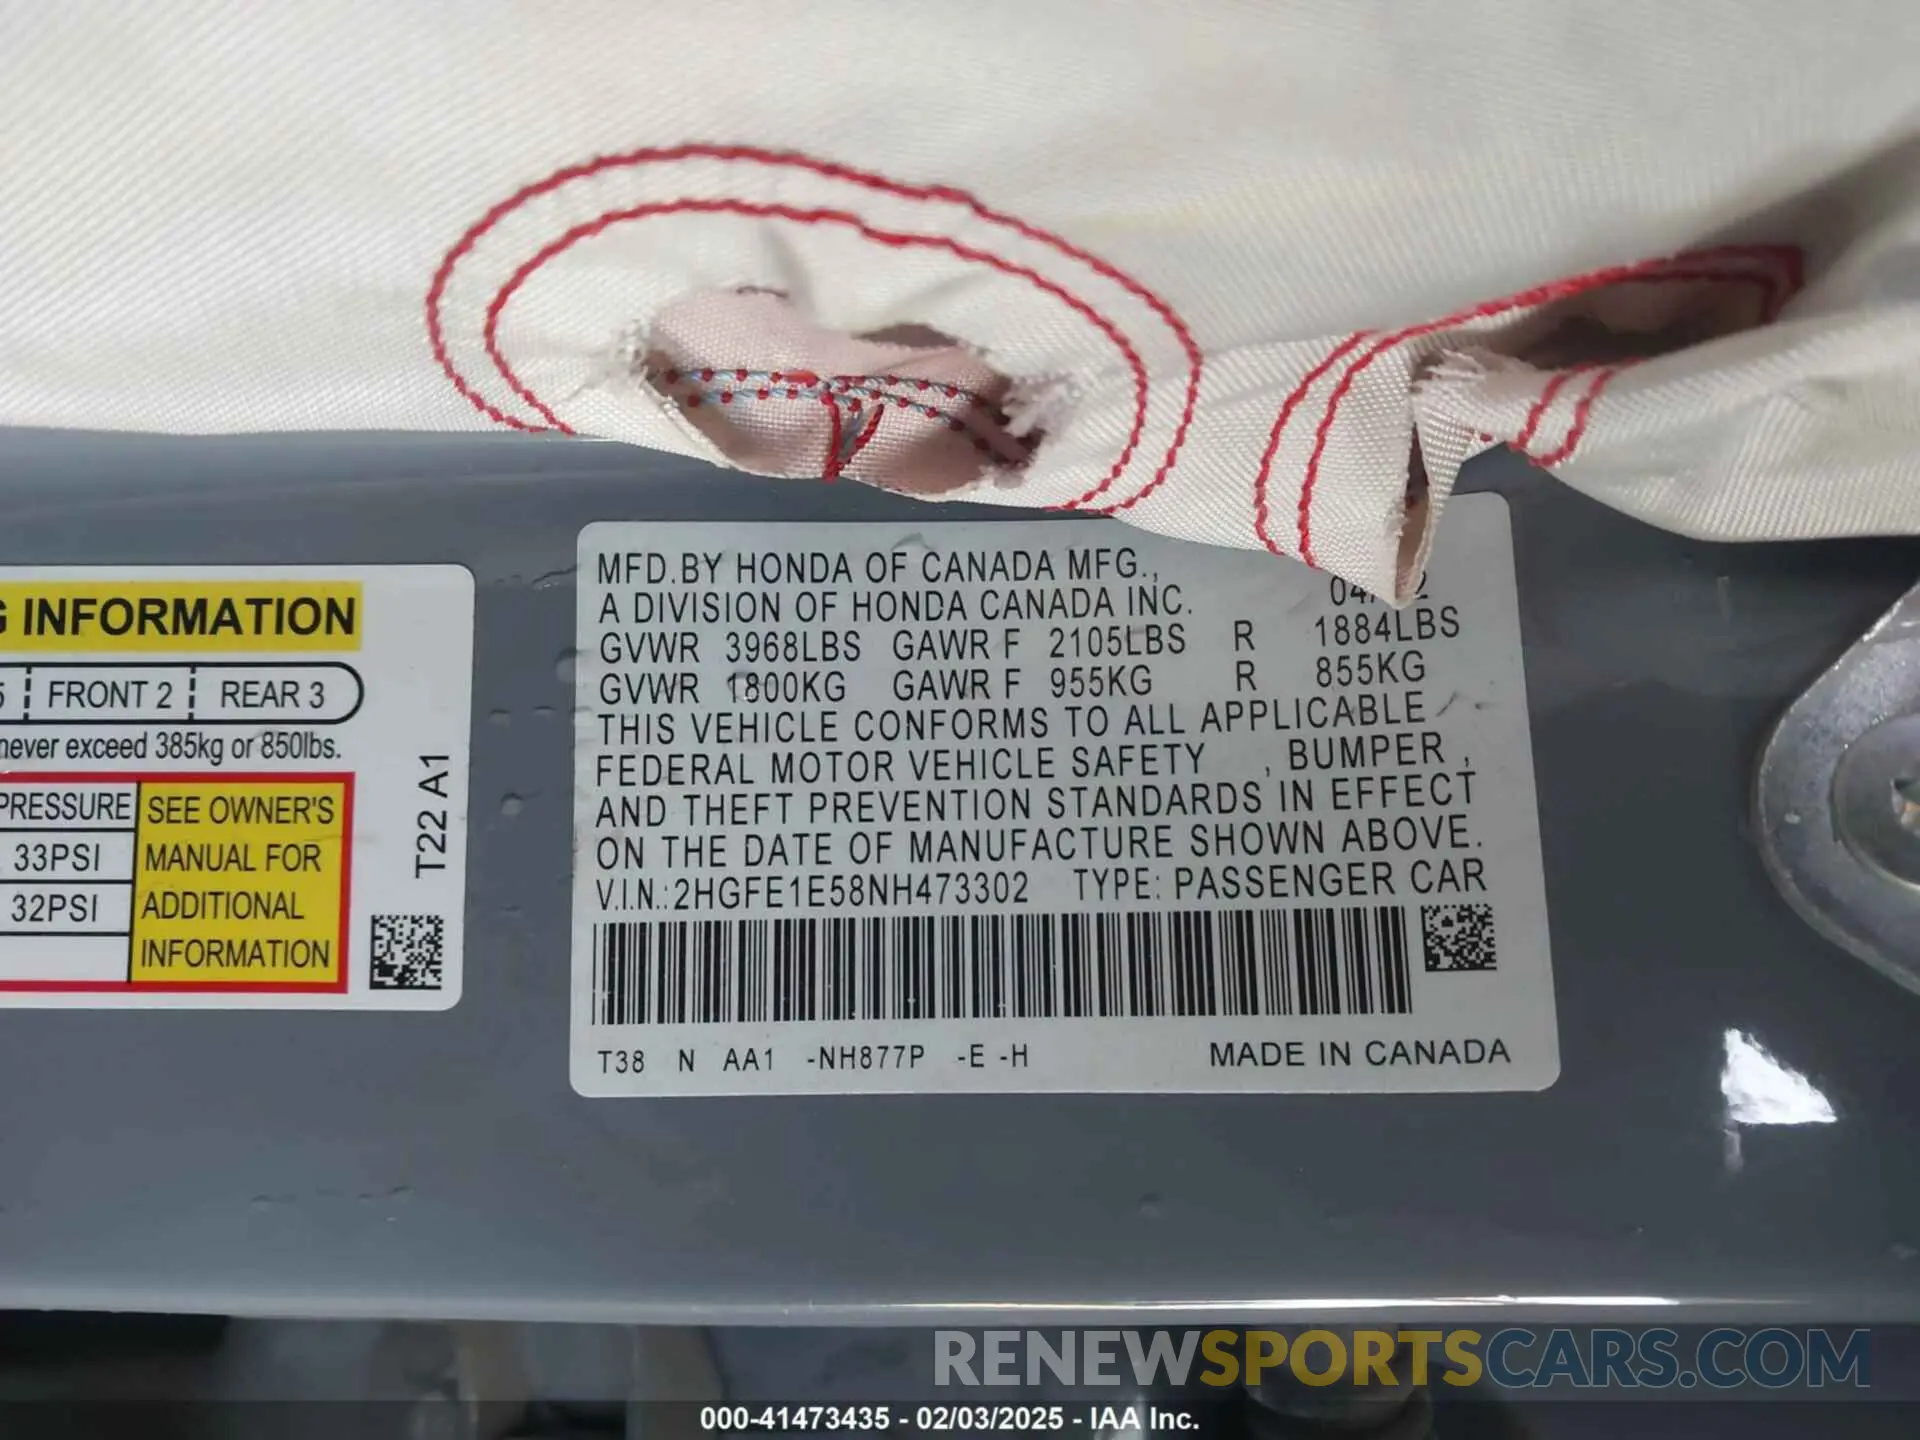 G INFORMATION
5 FRONT 2 REAR 3
never exceed 385kg or 850lbs.
PRESSURE
33PSI
32PSI
SEE OWNER'S
MANUAL FOR
ADDITIONAL
INFORMATION
T22 A1
MFD.BY HONDA OF CANADA MFG.,
A DIVISION OF HONDA CANADA INC.
GVWR 3968LBS GAWR F 2105LBS R 1884LBS
GVWR 1800KG GAWR F 955KG R 855KG
THIS VEHICLE CONFORMS TO ALL APPLICABLE
FEDERAL MOTOR VEHICLE SAFETY , BUMPER ,
AND THEFT PREVENTION STANDARDS IN EFFECT
ON THE DATE OF MANUFACTURE SHOWN ABOVE.
V.I.N.: 2HGFE1E58NH473302 TYPE: PASSENGER CAR
T38 N AA1 -NH877P -E -H MADE IN CANADA
RENEWSPORTSCARS.COM
000-41473435 - 02/03/2025 - IAA Inc.